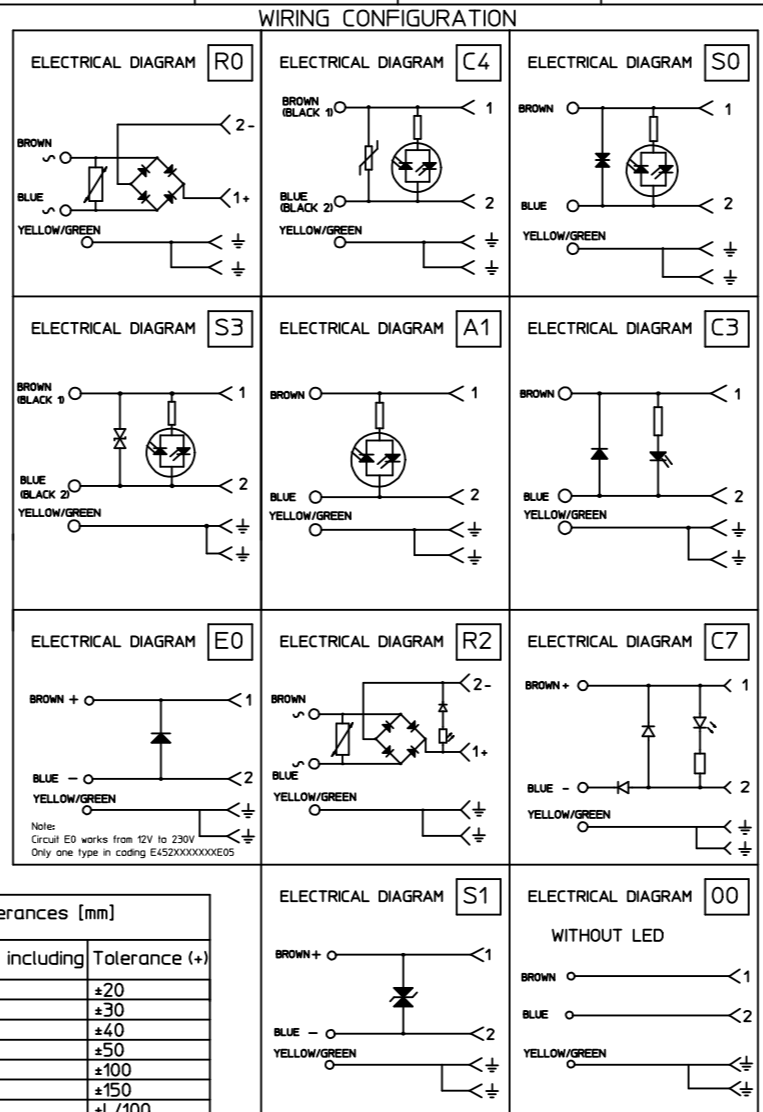 WIRING CONFIGURATION
ELECTRICAL DIAGRAM R0
2-
BROWN
∿
BLUE
∿
1+
YELLOW/GREEN
ELECTRICAL DIAGRAM C4
BROWN
(BLACK 1)
1
BLUE
(BLACK 2)
2
YELLOW/GREEN
ELECTRICAL DIAGRAM S0
BROWN
1
BLUE
2
YELLOW/GREEN
ELECTRICAL DIAGRAM S3
BROWN
(BLACK 1)
1
BLUE
(BLACK 2)
2
YELLOW/GREEN
ELECTRICAL DIAGRAM A1
BROWN
1
BLUE
2
YELLOW/GREEN
ELECTRICAL DIAGRAM C3
BROWN
1
BLUE
2
YELLOW/GREEN
ELECTRICAL DIAGRAM E0
BROWN +
1
BLUE -
2
YELLOW/GREEN
Note:
Circuit E0 works from 12V to 230V
Only one type in coding E452XXXXXXXE05
ELECTRICAL DIAGRAM R2
2-
BROWN
∿
1+
∿
BLUE
YELLOW/GREEN
ELECTRICAL DIAGRAM C7
BROWN+
1
BLUE -
2
YELLOW/GREEN
erances [mm]
including Tolerance (+)
±20
±30
±40
±50
±100
±150
±L/100
ELECTRICAL DIAGRAM S1
BROWN+
1
BLUE -
2
YELLOW/GREEN
ELECTRICAL DIAGRAM 00
WITHOUT LED
BROWN
1
BLUE
2
YELLOW/GREEN